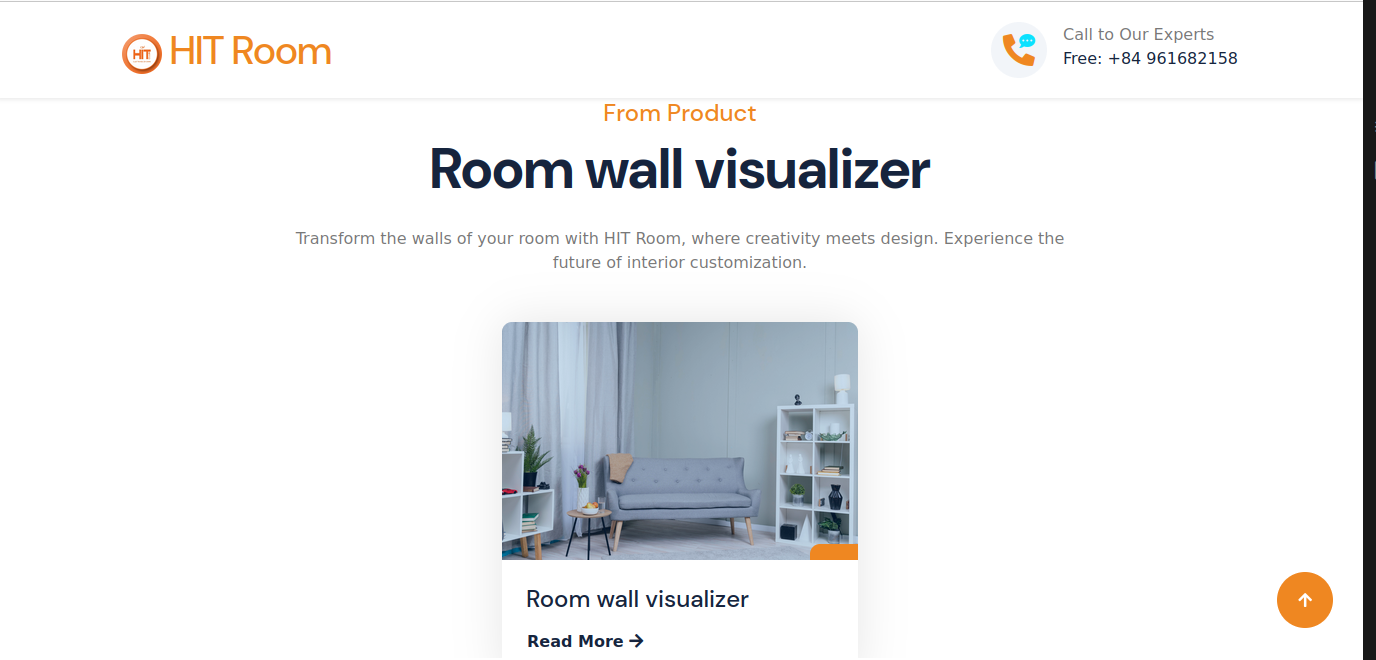 HIT
HIT Room
Call to Our Experts
Free: +84 961682158
From Product
Room wall visualizer
Transform the walls of your room with HIT Room, where creativity meets design. Experience the
future of interior customization.
Room wall visualizer
Read More